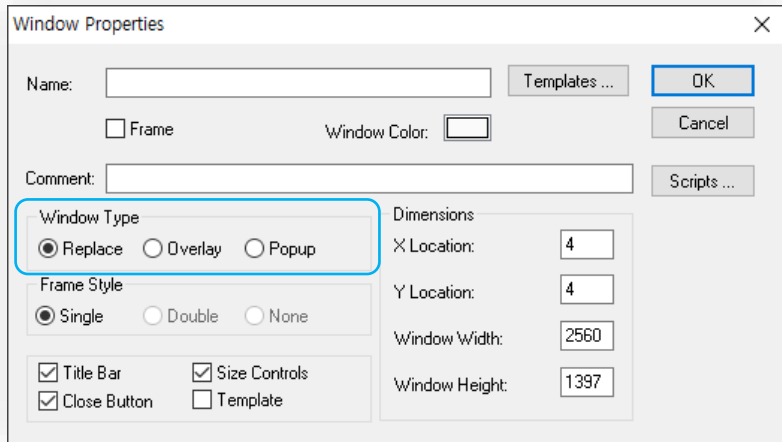 Window Properties
Name:
Templates ...
OK
Frame
Window Color:
Cancel
Comment:
Scripts ...
Window Type
Replace
Overlay
Popup
Dimensions
X Location:
4
Frame Style
Y Location:
4
Single
Double
None
Window Width:
2560
Title Bar
Size Controls
Window Height:
1397
Close Button
Template